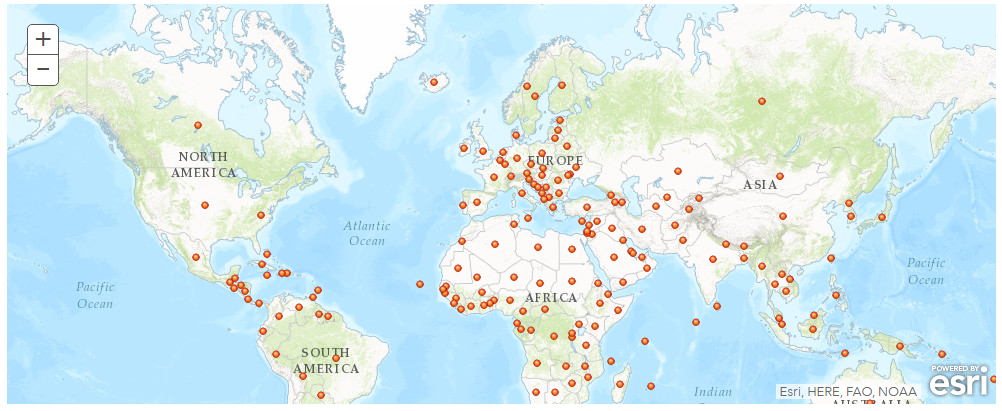 +
−
NORTH
AMERICA
EUROPE
ASIA
Atlantic
Ocean
Pacific
Ocean
Pacific
Ocean
AFRICA
SOUTH
AMERICA
Indian
POWERED BY
esri
Esri, HERE, FAO, NOAA
AUSTRALIA